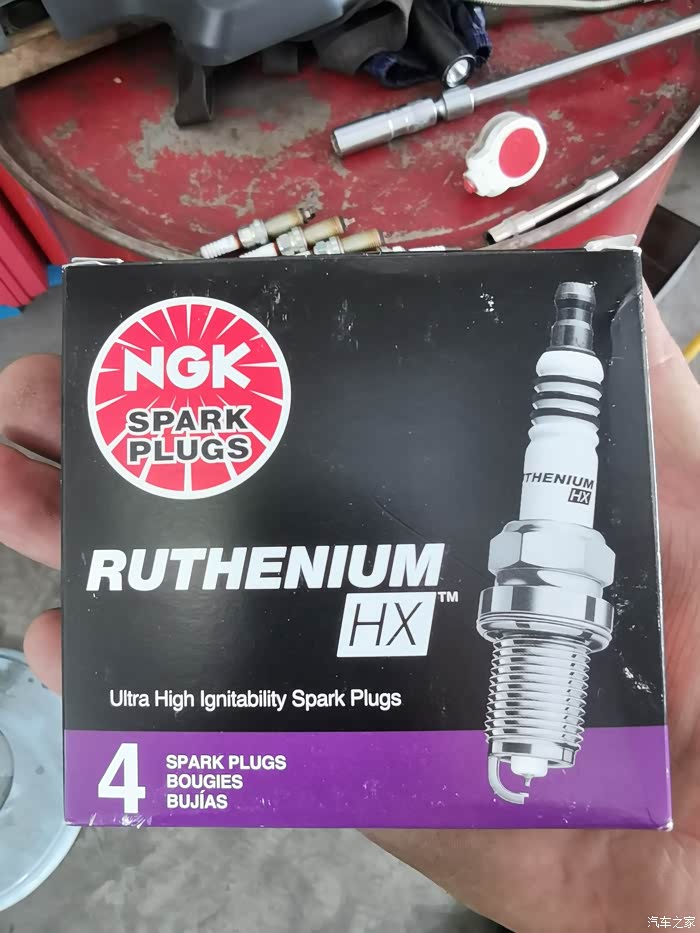 NGK
SPARK
PLUGS
RUTHENIUM
HX
RUTHENIUM
HX™
Ultra High Ignitability Spark Plugs
4
SPARK PLUGS
BOUGIES
BUJÍAS
汽车之家